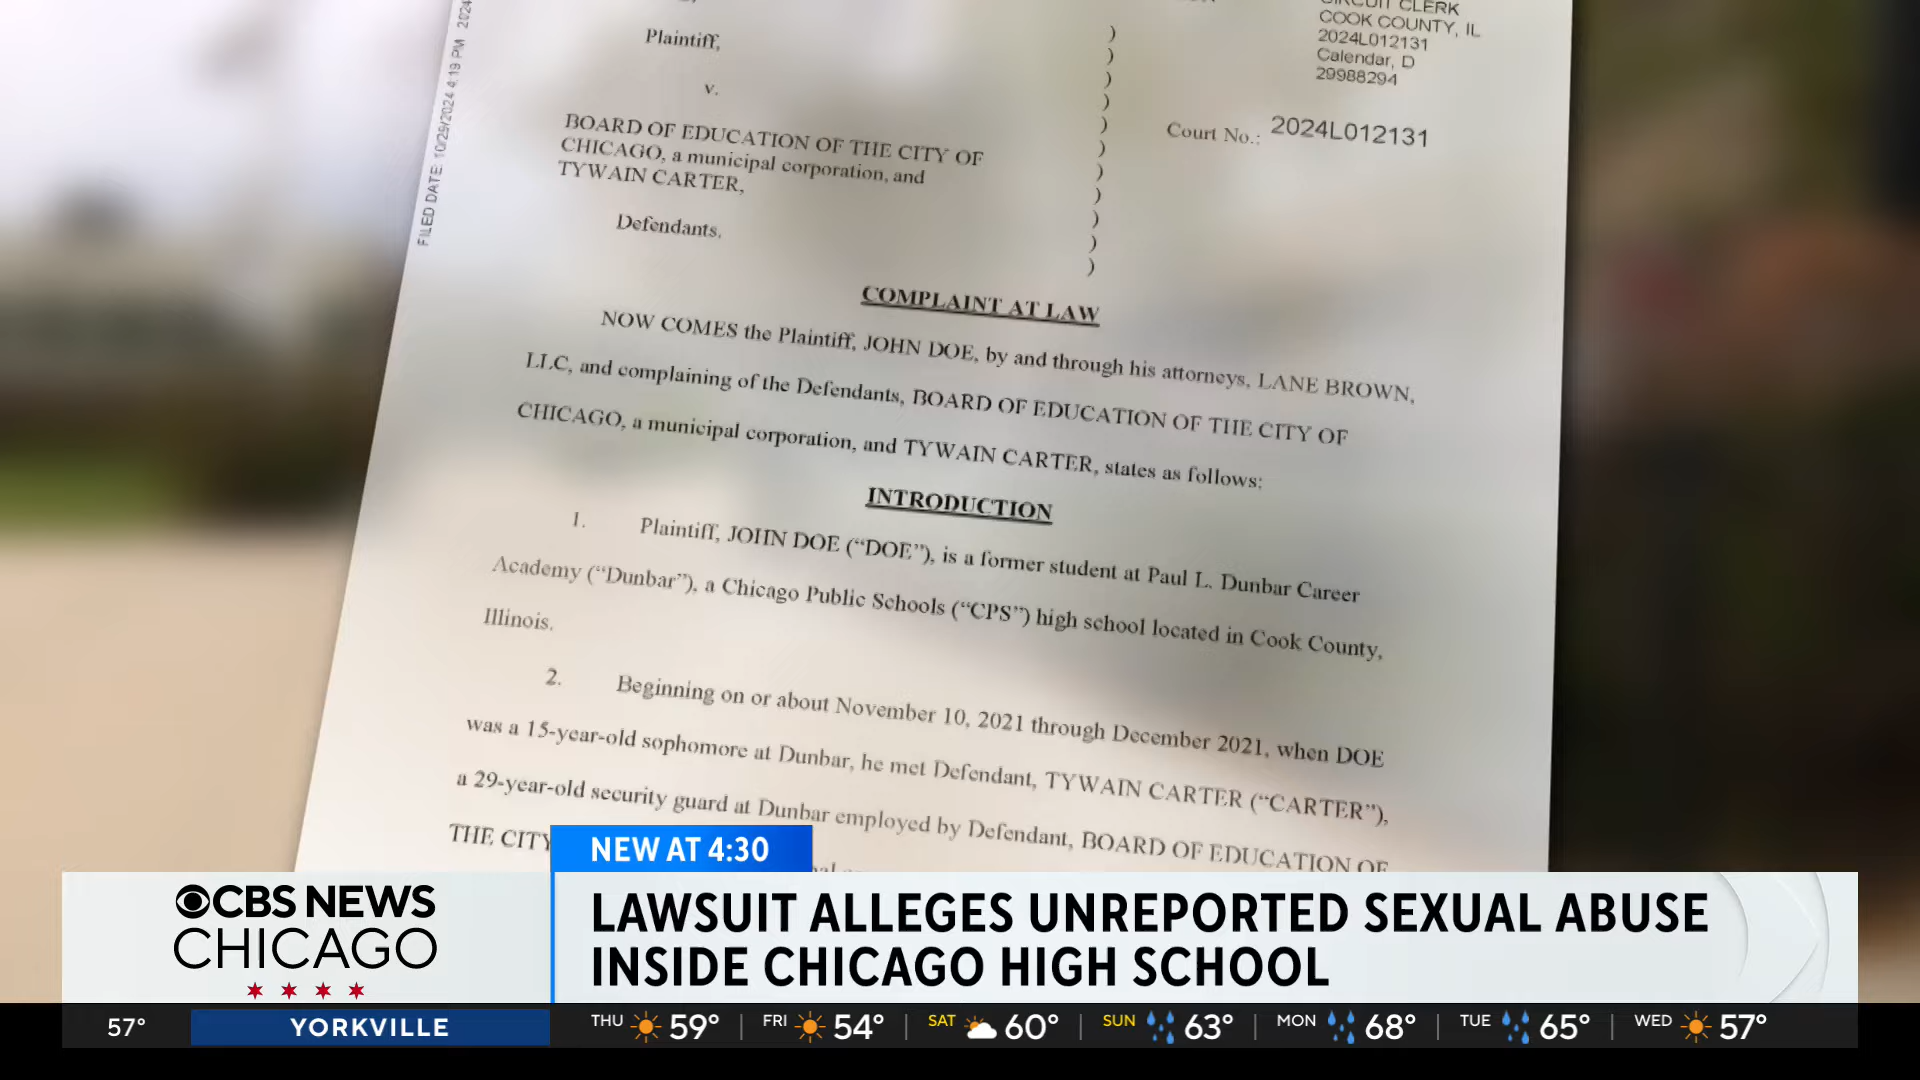 CIRCUIT CLERK
COOK COUNTY, IL
2024L012131
Calendar, D
29988294
FILED DATE: 10/29/2024 4:19 PM 2024
Plaintiff,
v.
BOARD OF EDUCATION OF THE CITY OF
CHICAGO, a municipal corporation, and
TYWAIN CARTER,
Defendants.
)
)
)
)
)
)
)
)
)
)
)
Court No.: 2024L012131
COMPLAINT AT LAW
NOW COMES the Plaintiff, JOHN DOE, by and through his attorneys, LANE BROWN,
LLC, and complaining of the Defendants, BOARD OF EDUCATION OF THE CITY OF
CHICAGO, a municipal corporation, and TYWAIN CARTER, states as follows:
INTRODUCTION
1. Plaintiff, JOHN DOE (“DOE”), is a former student at Paul L. Dunbar Career
Academy (“Dunbar”), a Chicago Public Schools (“CPS”) high school located in Cook County,
Illinois.
2. Beginning on or about November 10, 2021 through December 2021, when DOE
was a 15-year-old sophomore at Dunbar, he met Defendant, TYWAIN CARTER (“CARTER”),
a 29-year-old security guard at Dunbar employed by Defendant, BOARD OF EDUCATION OF
THE CITY
NEW AT 4:30
CBS NEWS
CHICAGO
LAWSUIT ALLEGES UNREPORTED SEXUAL ABUSE
INSIDE CHICAGO HIGH SCHOOL
57° YORKVILLE THU 59° | FRI 54° | SAT 60° | SUN 63° | MON 68° | TUE 65° | WED 57°